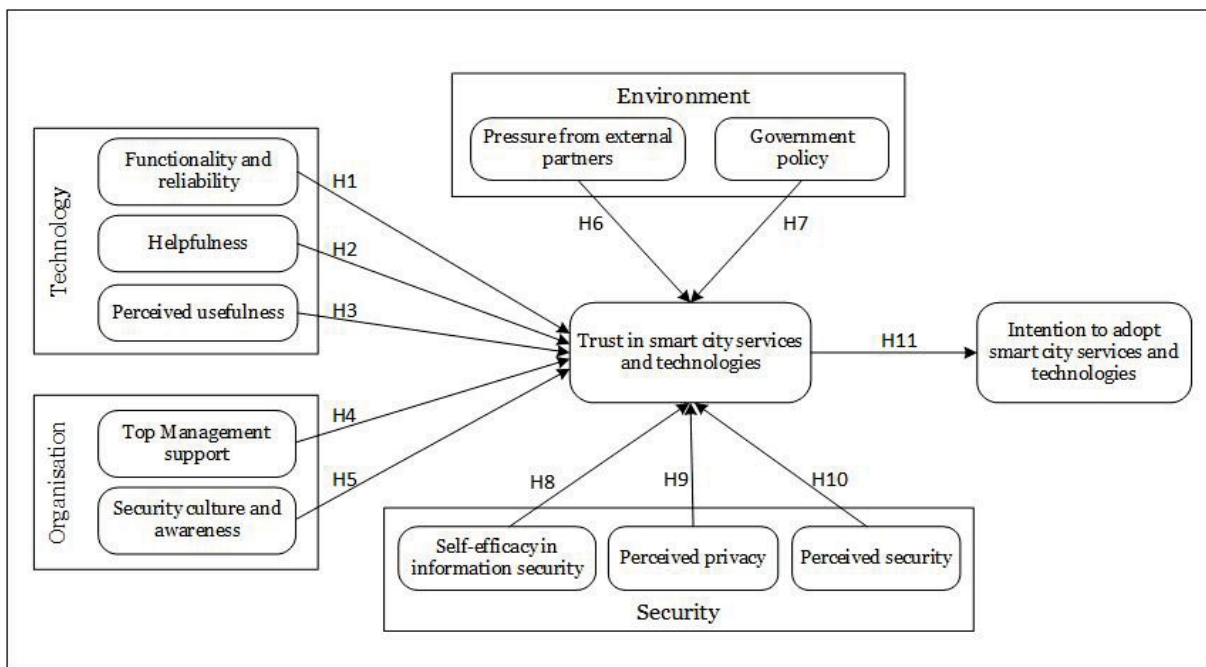 Environment
Pressure from external
partners
Government
policy
Technology
Functionality and
reliability
Helpfulness
Perceived usefulness
H1
H2
H3
H6
H7
Trust in smart city services
and technologies
H11
Intention to adopt
smart city services and
technologies
Organisation
Top Management
support
Security culture and
awareness
H4
H5
H8
H9
H10
Self-efficacy in
information security
Perceived privacy
Perceived security
Security